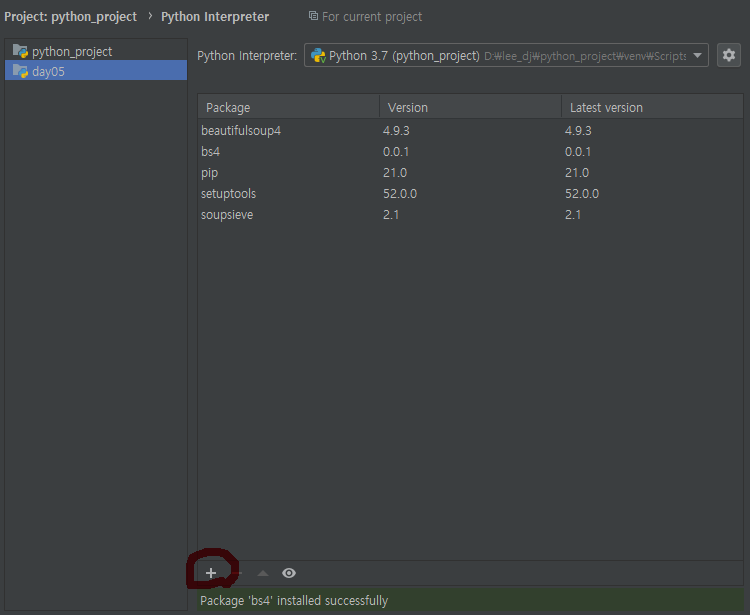 Project: python_project › Python Interpreter For current project
python_project
day05
Python Interpreter: Python 3.7 (python_project) D:₩lee_dj₩python_project₩venv₩Scripts
Package Version Latest version
beautifulsoup4 4.9.3 4.9.3
bs4 0.0.1 0.0.1
pip 21.0 21.0
setuptools 52.0.0 52.0.0
soupsieve 2.1 2.1
Package 'bs4' installed successfully